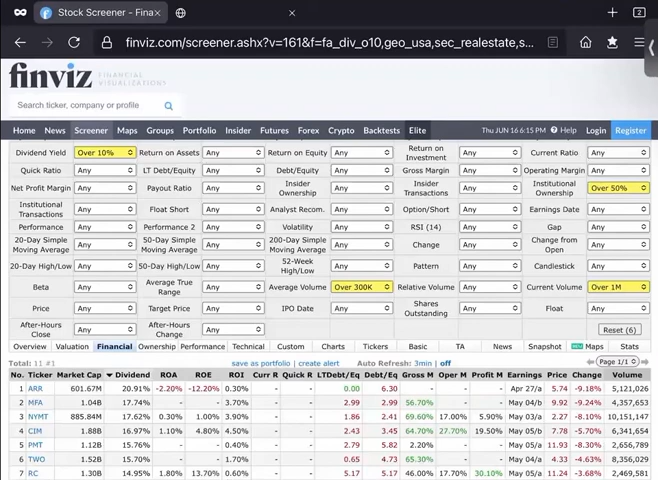 Stock Screener - Fina
finviz.com/screener.ashx?v=161&f=fa_div_o10,geo_usa,sec_realestate,s...
finviz FINANCIAL VISUALIZATIONS
Search ticker, company or profile
Home News Screener Maps Groups Portfolio Insider Futures Forex Crypto Backtests Elite Thu JUN 16 6:15 PM Help Login Register
Dividend Yield Over 10% Return on Assets Any Return on Equity Any Return on Investment Any Current Ratio Any
Quick Ratio Any LT Debt/Equity Any Debt/Equity Any Gross Margin Any Operating Margin Any
Net Profit Margin Any Payout Ratio Any Insider Ownership Any Insider Transactions Any Institutional Ownership Over 50%
Institutional Transactions Any Float Short Any Analyst Recom. Any Option/Short Any Earnings Date Any
Performance Any Performance 2 Any Volatility Any RSI (14) Any Gap Any
20-Day Simple Moving Average Any 50-Day Simple Moving Average Any 200-Day Simple Moving Average Any Change Any Change from Open Any
20-Day High/Low Any 50-Day High/Low Any 52-Week High/Low Any Pattern Any Candlestick Any
Beta Any Average True Range Any Average Volume Over 300K Relative Volume Any Current Volume Over 1M
Price Any Target Price Any IPO Date Any Shares Outstanding Any Float Any
After-Hours Close Any After-Hours Change Any Reset (6)
Overview Valuation Financial Ownership Performance Technical Custom Charts Tickers Basic TA News Snapshot Maps Stats
Total: 11 #1 save as portfolio | create alert Auto Refresh: 3min | off Page 1/1
No. Ticker Market Cap Dividend ROA ROE ROI Curr R Quick R LTDebt/Eq Debt/Eq Gross M Oper M Profit M Earnings Price Change Volume
1 ARR 601.67M 20.91% -2.20% -12.20% 0.30% - - 0.00 6.30 - - - Apr 27/a 5.74 -9.18% 5,121,026
2 MFA 1.04B 17.74% - - 3.70% - - 2.99 2.99 56.70% - - May 04/b 9.92 -9.24% 4,357,653
3 NYMT 885.84M 17.62% 0.30% 1.00% 3.90% - - 1.86 2.41 69.60% 17.00% 5.90% May 03/a 2.28 -8.10% 10,151,147
4 CIM 1.88B 16.97% 1.10% 4.80% 4.50% - - 2.43 3.45 64.70% 27.70% 19.50% May 05/b 7.78 -5.70% 6,341,654
5 PMT 1.12B 15.76% - - 0.40% - - 2.79 5.82 2.20% - - May 05/a 11.93 -8.30% 2,656,789
6 TWO 1.52B 15.70% - - 1.70% - - 0.65 4.73 65.30% - - May 04/a 4.33 -4.63% 8,356,029
7 RC 1.30B 14.95% 1.80% 13.70% 0.60% - - 5.17 5.17 46.00% 17.70% 30.10% May 05/a 11.24 -3.68% 2,469,581